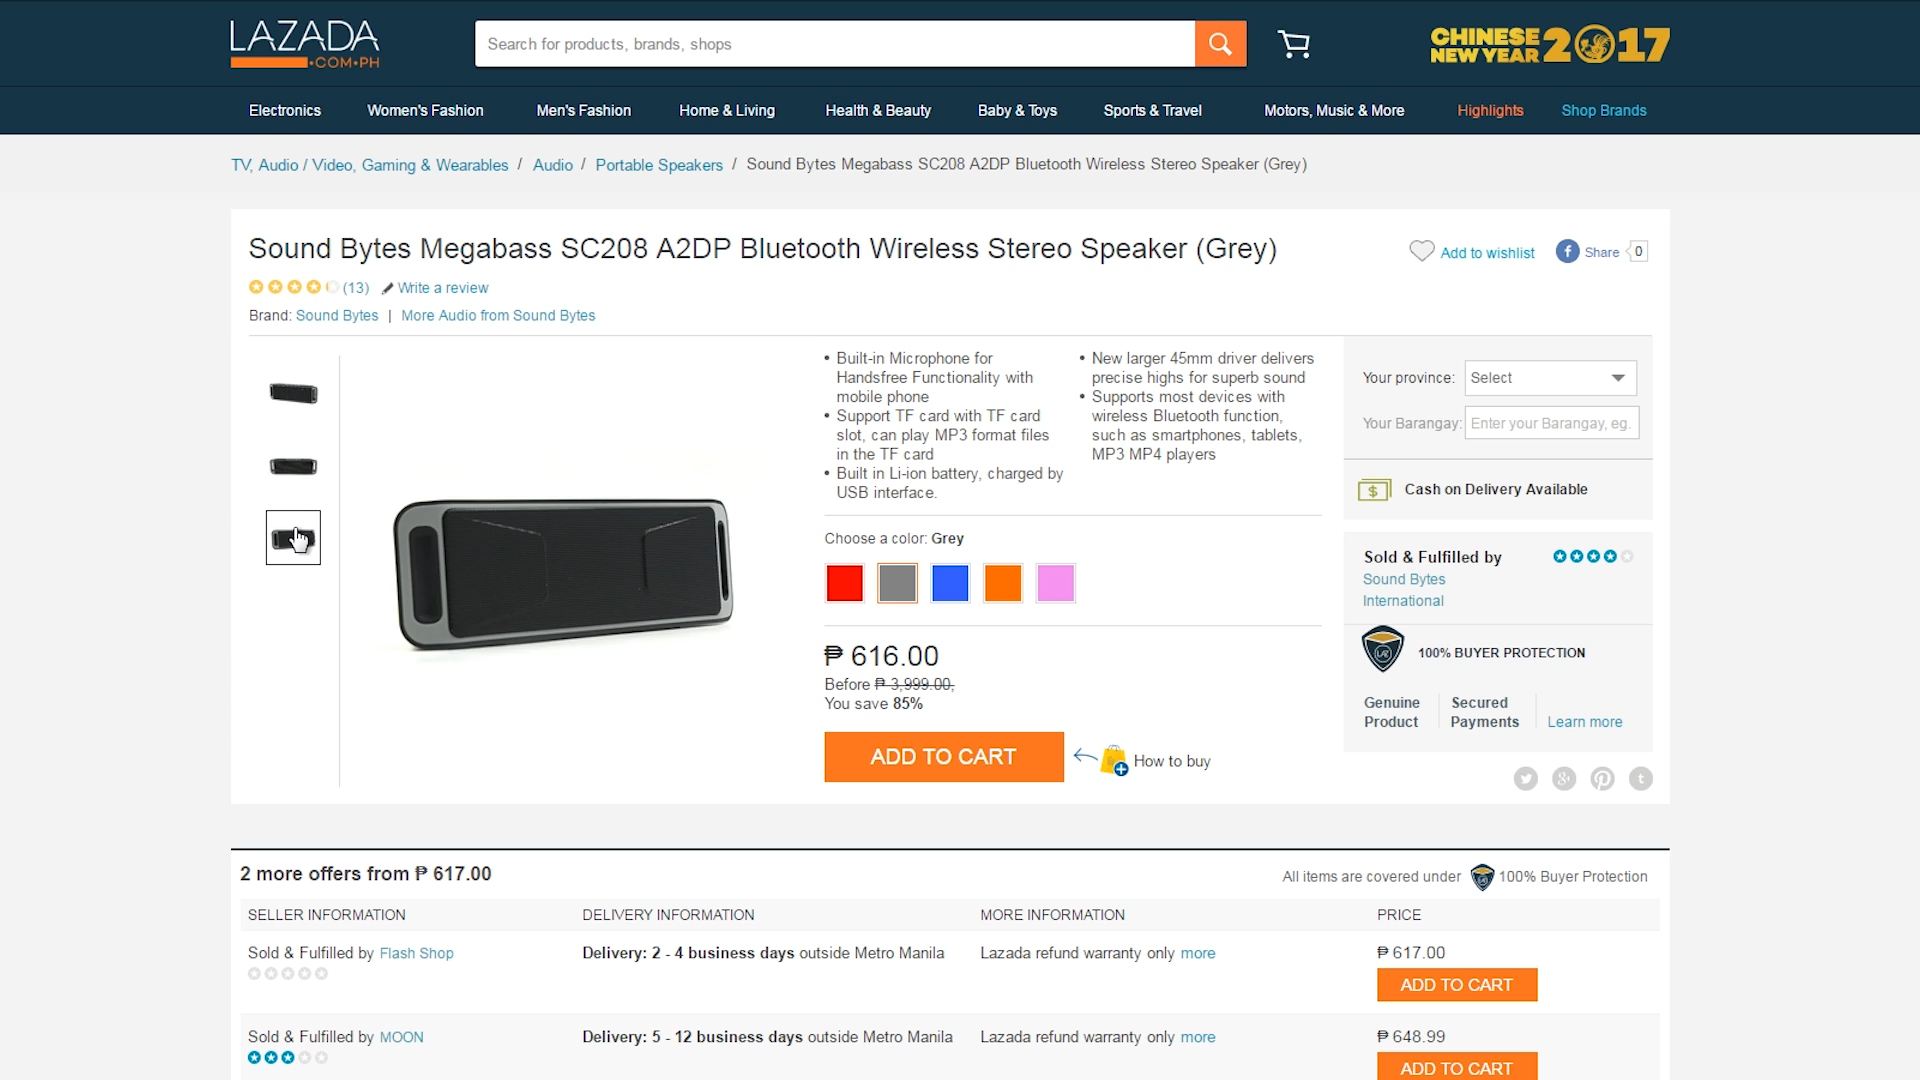 LAZADA
.COM.PH
Search for products, brands, shops
CHINESE NEW YEAR 2017
Electronics Women's Fashion Men's Fashion Home & Living Health & Beauty Baby & Toys Sports & Travel Motors, Music & More Highlights Shop Brands
TV, Audio / Video, Gaming & Wearables / Audio / Portable Speakers / Sound Bytes Megabass SC208 A2DP Bluetooth Wireless Stereo Speaker (Grey)
Sound Bytes Megabass SC208 A2DP Bluetooth Wireless Stereo Speaker (Grey)
Add to wishlist
f Share 0
(13) Write a review
Brand: Sound Bytes | More Audio from Sound Bytes
• Built-in Microphone for
Handsfree Functionality with
mobile phone
• Support TF card with TF card
slot, can play MP3 format files
in the TF card
• Built in Li-ion battery, charged by
USB interface.
• New larger 45mm driver delivers
precise highs for superb sound
• Supports most devices with
wireless Bluetooth function,
such as smartphones, tablets,
MP3 MP4 players
Choose a color: Grey
₱ 616.00
Before ₱ 3,999.00,
You save 85%
ADD TO CART
How to buy
Your province: Select
Your Barangay: Enter your Barangay, eg.
$ Cash on Delivery Available
Sold & Fulfilled by
Sound Bytes
International
LAZ 100% BUYER PROTECTION
Genuine Product
Secured Payments
Learn more
2 more offers from ₱ 617.00
All items are covered under 100% Buyer Protection
SELLER INFORMATION DELIVERY INFORMATION MORE INFORMATION PRICE
Sold & Fulfilled by Flash Shop Delivery: 2 - 4 business days outside Metro Manila Lazada refund warranty only more ₱ 617.00
ADD TO CART
Sold & Fulfilled by MOON Delivery: 5 - 12 business days outside Metro Manila Lazada refund warranty only more ₱ 648.99
ADD TO CART